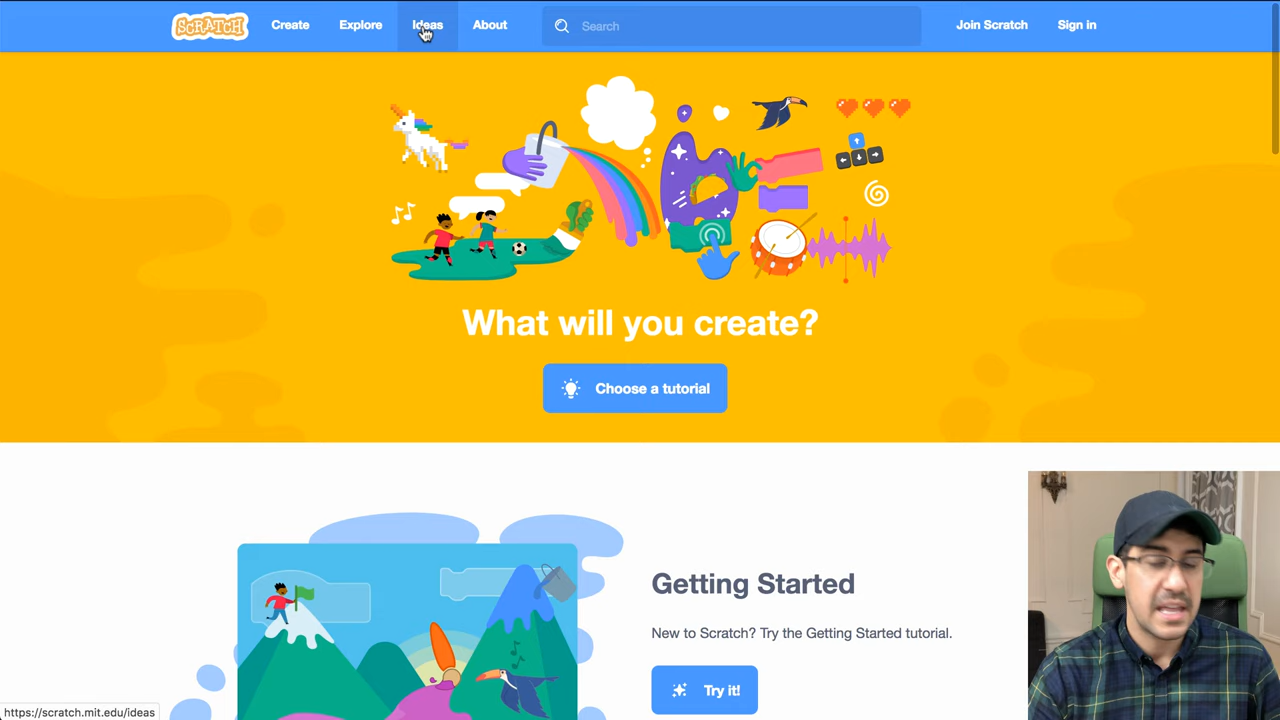 SCRATCH
Create
Explore
Ideas
About
Search
Join Scratch
Sign in
What will you create?
Choose a tutorial
Getting Started
New to Scratch? Try the Getting Started tutorial.
Try it!
https://scratch.mit.edu/ideas